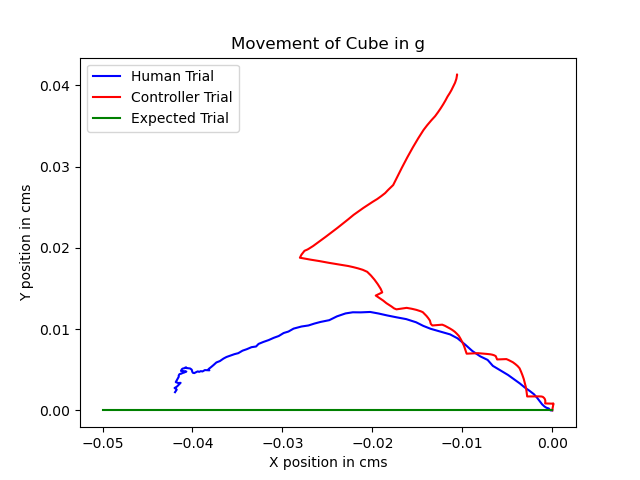 Movement of Cube in g
Human Trial
Controller Trial
Expected Trial
0.04
0.03
0.02
0.01
0.00
Y position in cms
−0.05 −0.04 −0.03 −0.02 −0.01 0.00
X position in cms